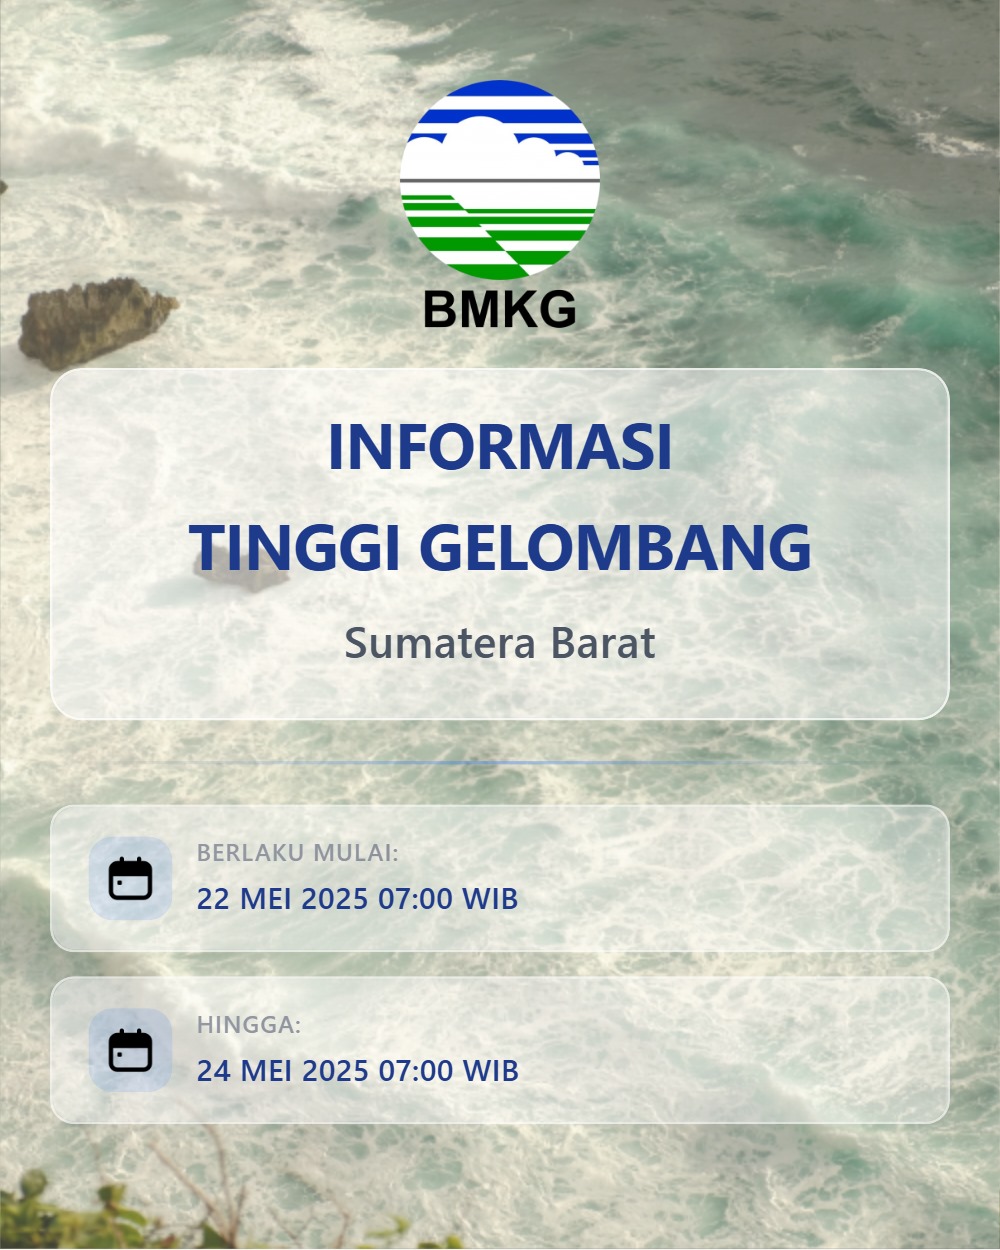 BMKG
INFORMASI
TINGGI GELOMBANG
Sumatera Barat
BERLAKU MULAI:
22 MEI 2025 07:00 WIB
HINGGA:
24 MEI 2025 07:00 WIB